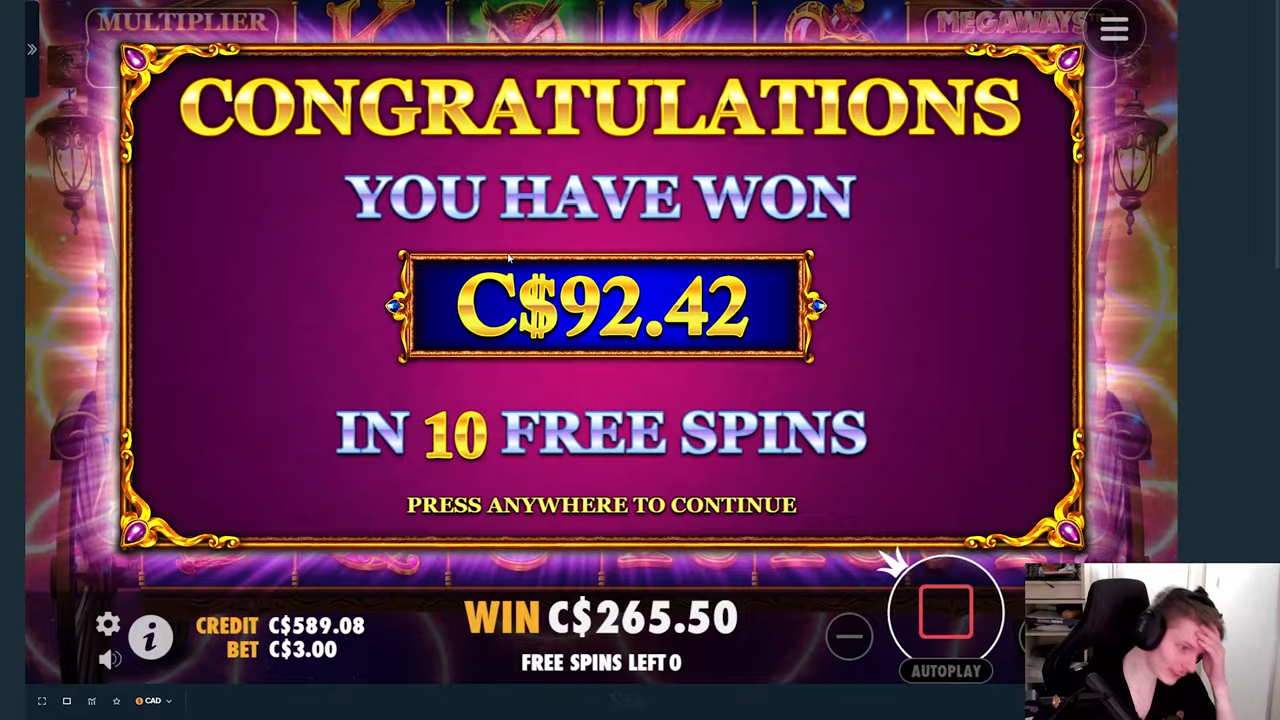 MULTIPLIER
MEGAWAYS
CONGRATULATIONS
YOU HAVE WON
C$92.42
IN 10 FREE SPINS
PRESS ANYWHERE TO CONTINUE
CREDIT C$589.08
BET C$3.00
WIN C$265.50
FREE SPINS LEFT 0
AUTOPLAY
CAD